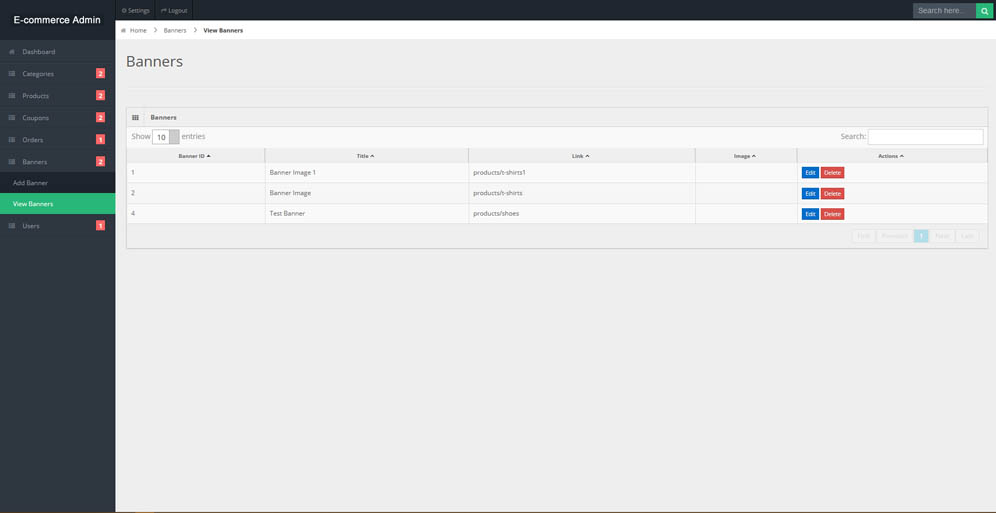 E-commerce Admin
Settings
Logout
Search here...
Home
Banners
View Banners
Dashboard
Categories 2
Products 2
Coupons 2
Orders 1
Banners 2
Add Banner
View Banners
Users 1
Banners
Banners
Show 10 entries
Search:
Banner ID Title Link Image Actions
1 Banner Image 1 products/t-shirts1 Edit Delete
2 Banner Image products/t-shirts Edit Delete
4 Test Banner products/shoes Edit Delete
First Previous 1 Next Last